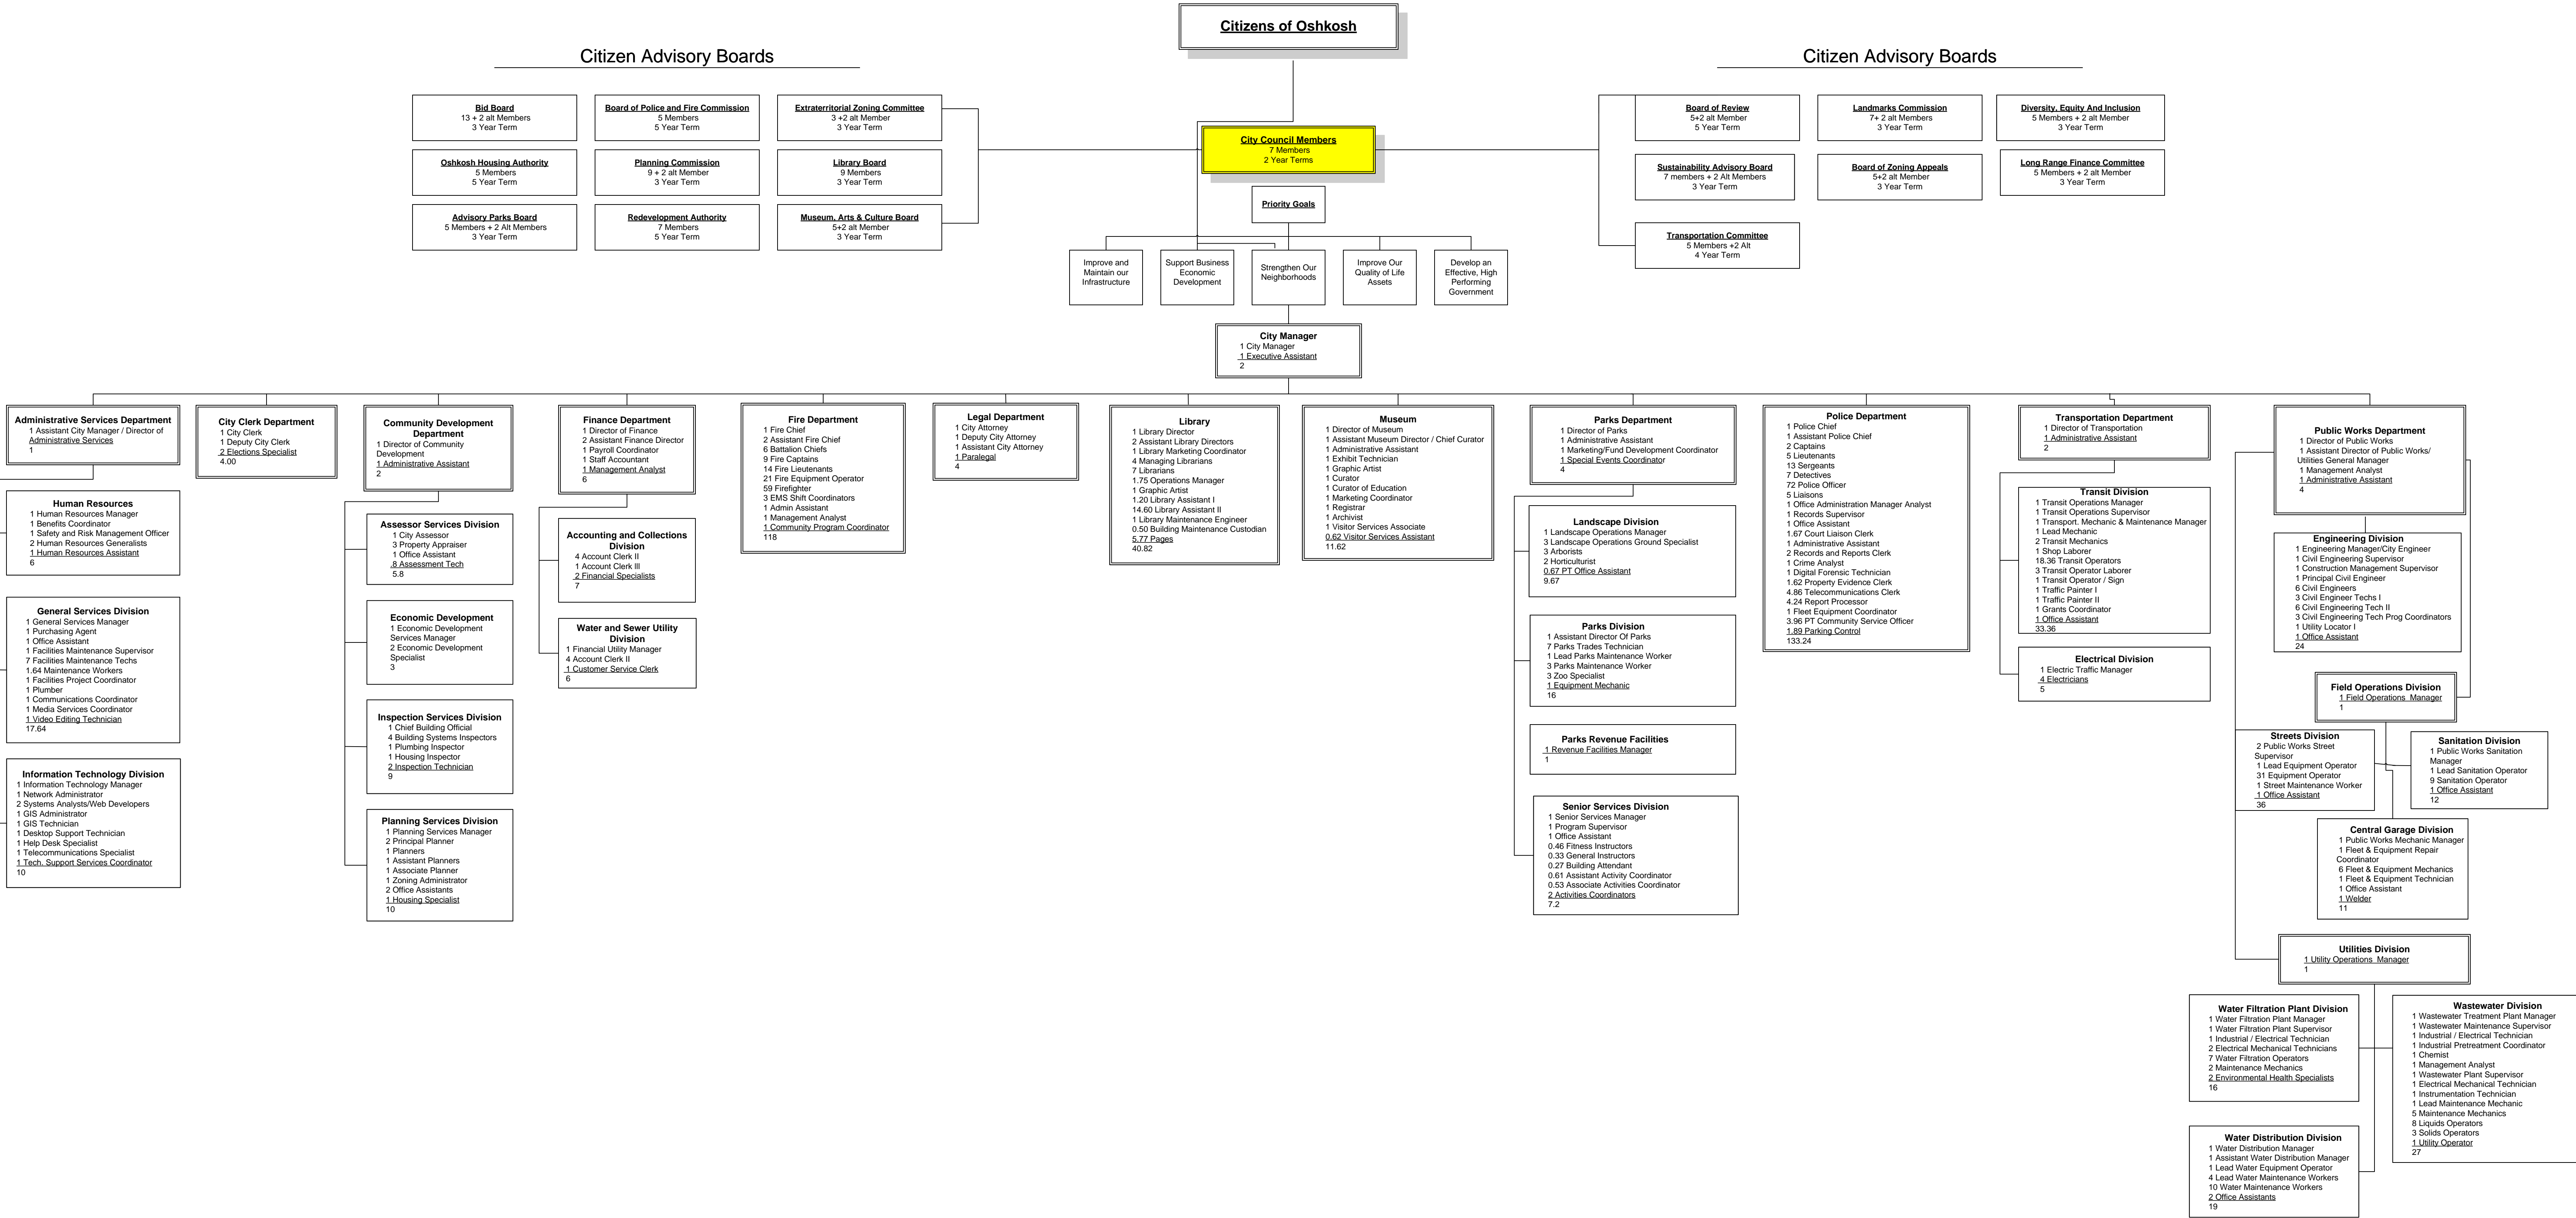 Citizens of Oshkosh
Citizen Advisory Boards
Citizen Advisory Boards
Bid Board
13 + 2 alt Members
3 Year Term
Board of Police and Fire Commission
5 Members
5 Year Term
Extraterritorial Zoning Committee
3 +2 alt Member
3 Year Term
Oshkosh Housing Authority
5 Members
5 Year Term
Planning Commission
9 + 2 alt Member
3 Year Term
Library Board
9 Members
3 Year Term
Advisory Parks Board
5 Members + 2 Alt Members
3 Year Term
Redevelopment Authority
7 Members
5 Year Term
Museum, Arts & Culture Board
5+2 alt Member
3 Year Term
City Council Members
7 Members
2 Year Terms
Board of Review
5+2 alt Member
5 Year Term
Landmarks Commission
7+ 2 alt Members
3 Year Term
Diversity, Equity And Inclusion
5 Members + 2 alt Member
3 Year Term
Sustainability Advisory Board
7 members + 2 Alt Members
3 Year Term
Board of Zoning Appeals
5+2 alt Member
3 Year Term
Long Range Finance Committee
5 Members + 2 alt Member
3 Year Term
Transportation Committee
5 Members +2 Alt
4 Year Term
Priority Goals
Improve and
Maintain our
Infrastructure
Support Business
Economic
Development
Strengthen Our
Neighborhoods
Improve Our
Quality of Life
Assets
Develop an
Effective, High
Performing
Government
City Manager
1 City Manager
1 Executive Assistant
2
Administrative Services Department
1 Assistant City Manager / Director of
Administrative Services
1
Human Resources
1 Human Resources Manager
1 Benefits Coordinator
1 Safety and Risk Management Officer
2 Human Resources Generalists
1 Human Resources Assistant
6
General Services Division
1 General Services Manager
1 Purchasing Agent
1 Office Assistant
1 Facilities Maintenance Supervisor
7 Facilities Maintenance Techs
1.64 Maintenance Workers
1 Facilities Project Coordinator
1 Plumber
1 Communications Coordinator
1 Media Services Coordinator
1 Video Editing Technician
17.64
Information Technology Division
1 Information Technology Manager
1 Network Administrator
2 Systems Analysts/Web Developers
1 GIS Administrator
1 GIS Technician
1 Desktop Support Technician
1 Help Desk Specialist
1 Telecommunications Specialist
1 Tech. Support Services Coordinator
10
City Clerk Department
1 City Clerk
1 Deputy City Clerk
2 Elections Specialist
4.00
Community Development
Department
1 Director of Community
Development
1 Administrative Assistant
2
Assessor Services Division
1 City Assessor
3 Property Appraiser
1 Office Assistant
.8 Assessment Tech
5.8
Economic Development
1 Economic Development
Services Manager
2 Economic Development
Specialist
3
Inspection Services Division
1 Chief Building Official
4 Building Systems Inspectors
1 Plumbing Inspector
1 Housing Inspector
2 Inspection Technician
9
Planning Services Division
1 Planning Services Manager
2 Principal Planner
1 Planners
1 Assistant Planners
1 Associate Planner
1 Zoning Administrator
2 Office Assistants
1 Housing Specialist
10
Finance Department
1 Director of Finance
2 Assistant Finance Director
1 Payroll Coordinator
1 Staff Accountant
1 Management Analyst
6
Accounting and Collections
Division
4 Account Clerk II
1 Account Clerk III
2 Financial Specialists
7
Water and Sewer Utility
Division
1 Financial Utility Manager
4 Account Clerk II
1 Customer Service Clerk
6
Fire Department
1 Fire Chief
2 Assistant Fire Chief
6 Battalion Chiefs
9 Fire Captains
14 Fire Lieutenants
21 Fire Equipment Operator
59 Firefighter
3 EMS Shift Coordinators
1 Admin Assistant
1 Management Analyst
1 Community Program Coordinator
118
Legal Department
1 City Attorney
1 Deputy City Attorney
1 Assistant City Attorney
1 Paralegal
4
Library
1 Library Director
2 Assistant Library Directors
1 Library Marketing Coordinator
4 Managing Librarians
7 Librarians
1.75 Operations Manager
1 Graphic Artist
1.20 Library Assistant I
14.60 Library Assistant II
1 Library Maintenance Engineer
0.50 Building Maintenance Custodian
5.77 Pages
40.82
Museum
1 Director of Museum
1 Assistant Museum Director / Chief Curator
1 Administrative Assistant
1 Exhibit Technician
1 Graphic Artist
1 Curator
1 Curator of Education
1 Marketing Coordinator
1 Registrar
1 Archivist
1 Visitor Services Associate
0.62 Visitor Services Assistant
11.62
Parks Department
1 Director of Parks
1 Administrative Assistant
1 Marketing/Fund Development Coordinator
1 Special Events Coordinator
4
Landscape Division
1 Landscape Operations Manager
3 Landscape Operations Ground Specialist
3 Arborists
2 Horticulturist
0.67 PT Office Assistant
9.67
Parks Division
1 Assistant Director Of Parks
7 Parks Trades Technician
1 Lead Parks Maintenance Worker
3 Parks Maintenance Worker
3 Zoo Specialist
1 Equipment Mechanic
16
Parks Revenue Facilities
1 Revenue Facilities Manager
1
Senior Services Division
1 Senior Services Manager
1 Program Supervisor
1 Office Assistant
0.46 Fitness Instructors
0.33 General Instructors
0.27 Building Attendant
0.61 Assistant Activity Coordinator
0.53 Associate Activities Coordinator
2 Activities Coordinators
7.2
Police Department
1 Police Chief
1 Assistant Police Chief
2 Captains
5 Lieutenants
13 Sergeants
7 Detectives
72 Police Officer
5 Liaisons
1 Office Administration Manager Analyst
1 Records Supervisor
1 Office Assistant
1.67 Court Liaison Clerk
1 Administrative Assistant
2 Records and Reports Clerk
1 Crime Analyst
1 Digital Forensic Technician
1.62 Property Evidence Clerk
4.86 Telecommunications Clerk
4.24 Report Processor
1 Fleet Equipment Coordinator
3.96 PT Community Service Officer
1.89 Parking Control
133.24
Transportation Department
1 Director of Transportation
1 Administrative Assistant
2
Transit Division
1 Transit Operations Manager
1 Transit Operations Supervisor
1 Transport. Mechanic & Maintenance Manager
1 Lead Mechanic
2 Transit Mechanics
1 Shop Laborer
18.36 Transit Operators
3 Transit Operator Laborer
1 Transit Operator / Sign
1 Traffic Painter I
1 Traffic Painter II
1 Grants Coordinator
1 Office Assistant
33.36
Electrical Division
1 Electric Traffic Manager
4 Electricians
5
Public Works Department
1 Director of Public Works
1 Assistant Director of Public Works/
Utilities General Manager
1 Management Analyst
1 Administrative Assistant
4
Engineering Division
1 Engineering Manager/City Engineer
1 Civil Engineering Supervisor
1 Construction Management Supervisor
1 Principal Civil Engineer
6 Civil Engineers
3 Civil Engineer Techs I
6 Civil Engineering Tech II
3 Civil Engineering Tech Prog Coordinators
1 Utility Locator I
1 Office Assistant
24
Field Operations Division
1 Field Operations Manager
1
Streets Division
2 Public Works Street
Supervisor
1 Lead Equipment Operator
31 Equipment Operator
1 Street Maintenance Worker
1 Office Assistant
36
Sanitation Division
1 Public Works Sanitation
Manager
1 Lead Sanitation Operator
9 Sanitation Operator
1 Office Assistant
12
Central Garage Division
1 Public Works Mechanic Manager
1 Fleet & Equipment Repair
Coordinator
6 Fleet & Equipment Mechanics
1 Fleet & Equipment Technician
1 Office Assistant
1 Welder
11
Utilities Division
1 Utility Operations Manager
1
Water Filtration Plant Division
1 Water Filtration Plant Manager
1 Water Filtration Plant Supervisor
1 Industrial / Electrical Technician
2 Electrical Mechanical Technicians
7 Water Filtration Operators
2 Maintenance Mechanics
2 Environmental Health Specialists
16
Wastewater Division
1 Wastewater Treatment Plant Manager
1 Wastewater Maintenance Supervisor
1 Industrial / Electrical Technician
1 Industrial Pretreatment Coordinator
1 Chemist
1 Management Analyst
1 Wastewater Plant Supervisor
1 Electrical Mechanical Technician
1 Instrumentation Technician
1 Lead Maintenance Mechanic
5 Maintenance Mechanics
8 Liquids Operators
3 Solids Operators
1 Utility Operator
27
Water Distribution Division
1 Water Distribution Manager
1 Assistant Water Distribution Manager
1 Lead Water Equipment Operator
4 Lead Water Maintenance Workers
10 Water Maintenance Workers
2 Office Assistants
19